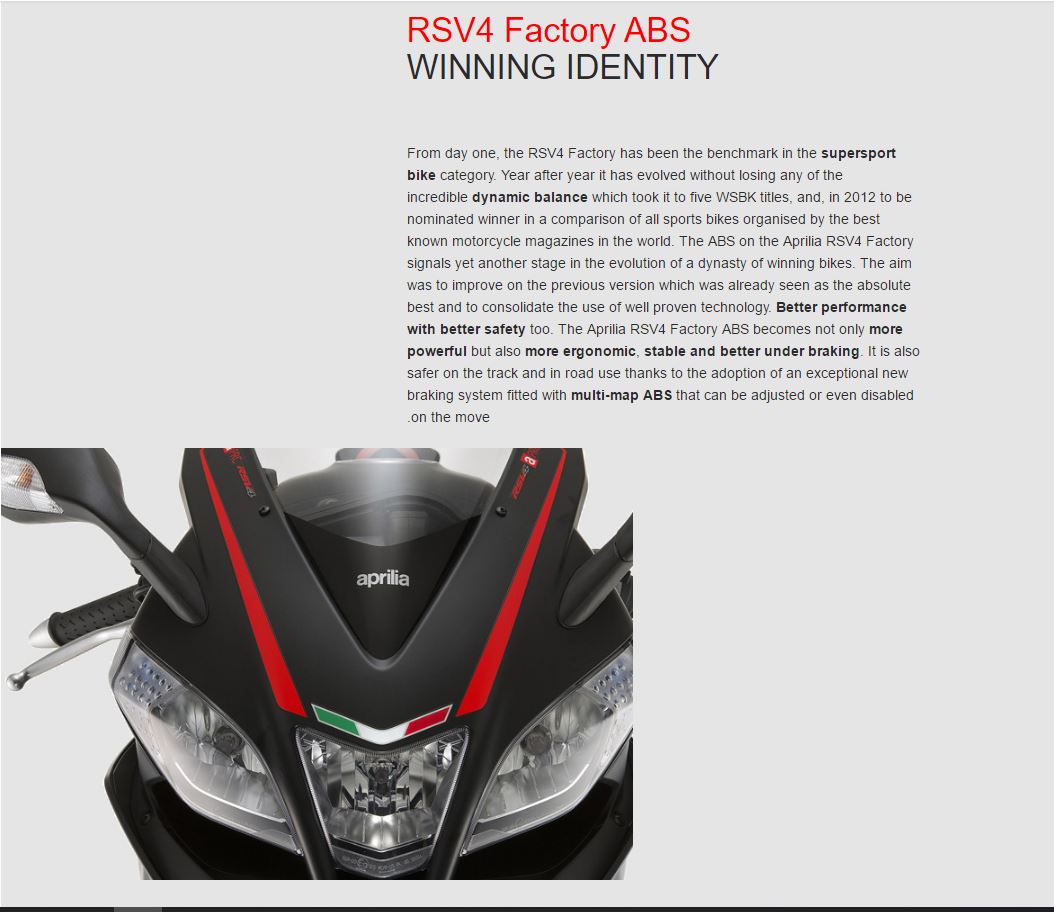 RSV4 Factory ABS
WINNING IDENTITY
From day one, the RSV4 Factory has been the benchmark in the supersport
bike category. Year after year it has evolved without losing any of the
incredible dynamic balance which took it to five WSBK titles, and, in 2012 to be
nominated winner in a comparison of all sports bikes organised by the best
known motorcycle magazines in the world. The ABS on the Aprilia RSV4 Factory
signals yet another stage in the evolution of a dynasty of winning bikes. The aim
was to improve on the previous version which was already seen as the absolute
best and to consolidate the use of well proven technology. Better performance
with better safety too. The Aprilia RSV4 Factory ABS becomes not only more
powerful but also more ergonomic, stable and better under braking. It is also
safer on the track and in road use thanks to the adoption of an exceptional new
braking system fitted with multi-map ABS that can be adjusted or even disabled
.on the move
RSV4
RSV4
aprilia